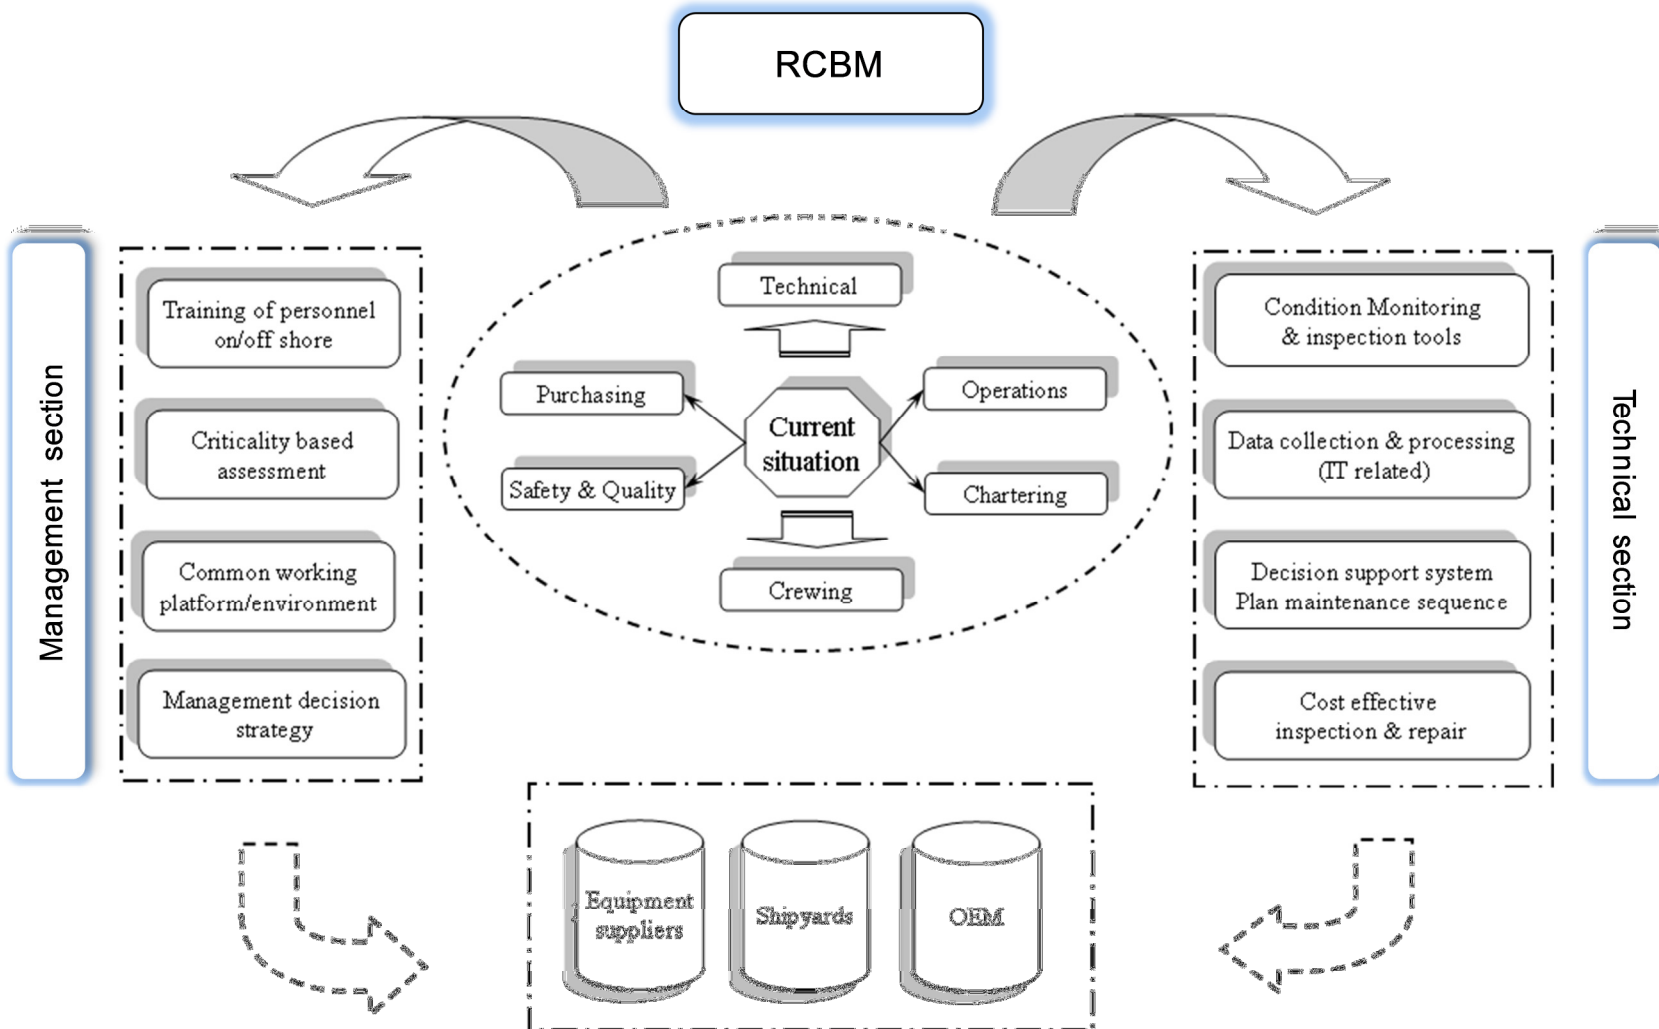 RCBM
Management section
Training of personnel
on/off shore
Criticality based
assessment
Common working
platform/environment
Management decision
strategy
Technical
Purchasing
Operations
Current
situation
Safety & Quality
Chartering
Crewing
Condition Monitoring
& inspection tools
Data collection & processing
(IT related)
Decision support system
Plan maintenance sequence
Cost effective
inspection & repair
Technical section
Equipment
suppliers
Shipyards
OEM